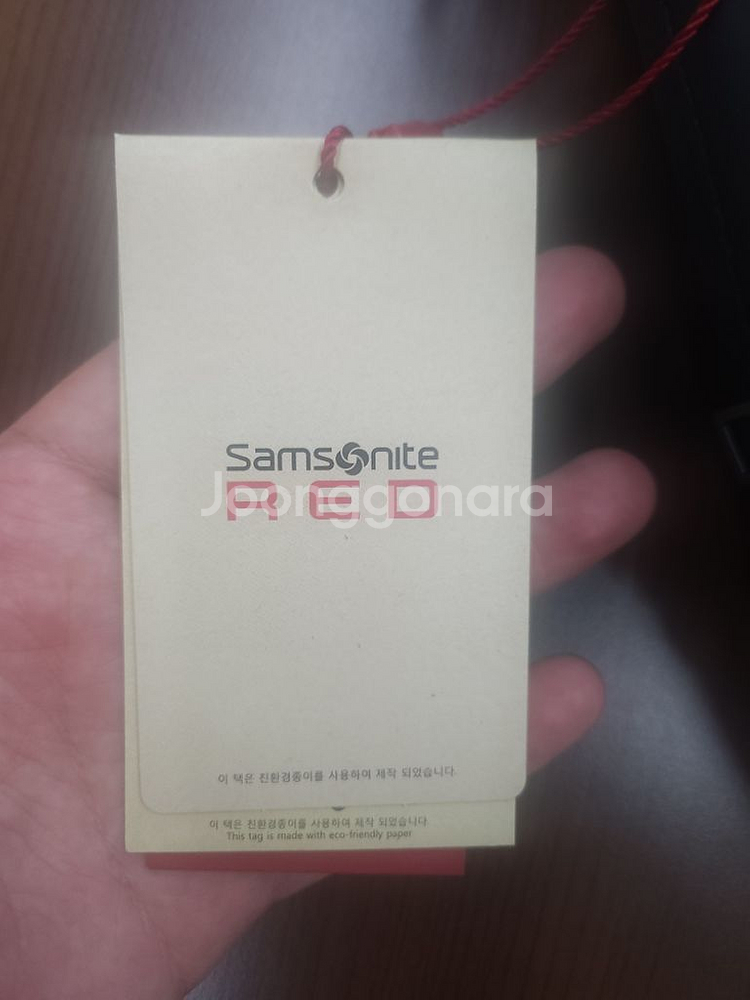 Samsonite
RED
Joonggonara
이 택은 친환경종이를 사용하여 제작 되었습니다.
이 택은 친환경종이를 사용하여 제작 되었습니다.
This tag is made with eco-friendly paper